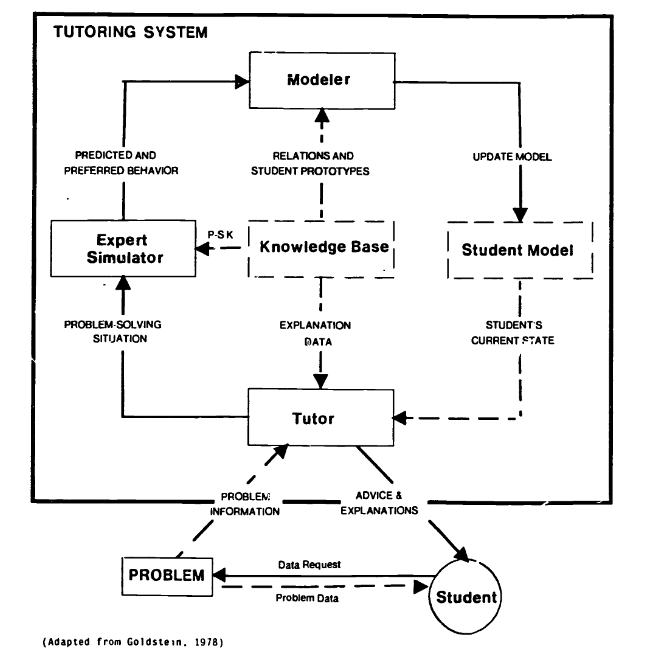 TUTORING SYSTEM
Modeler
PREDICTED AND
PREFERRED BEHAVIOR
RELATIONS AND
STUDENT PROTOTYPES
UPDATE MODEL
Expert
Simulator
P-SK
Knowledge Base
Student Model
PROBLEM-SOLVING
SITUATION
EXPLANATION
DATA
STUDENT'S
CURRENT STATE
Tutor
PROBLEM
INFORMATION
ADVICE &
EXPLANATIONS
PROBLEM
Data Request
Problem Data
Student
(Adapted from Goldstein, 1978)